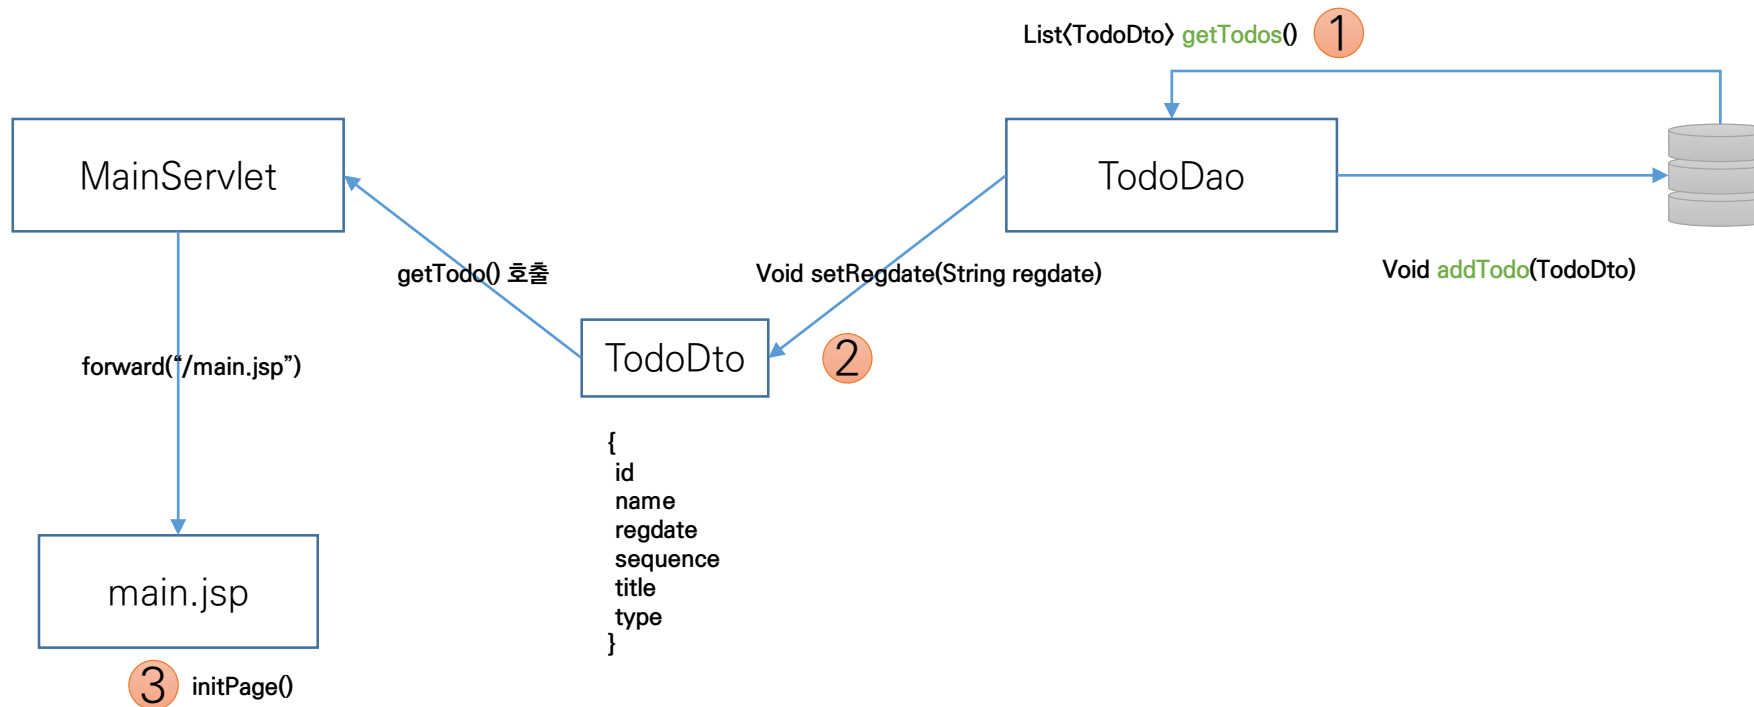 List<TodoDto> getTodos() 1
MainServlet
TodoDao
getTodo() 호출
Void setRegdate(String regdate)
Void addTodo(TodoDto)
forward(“/main.jsp”)
TodoDto
2
{
id
name
regdate
sequence
title
type
}
main.jsp
3 initPage()